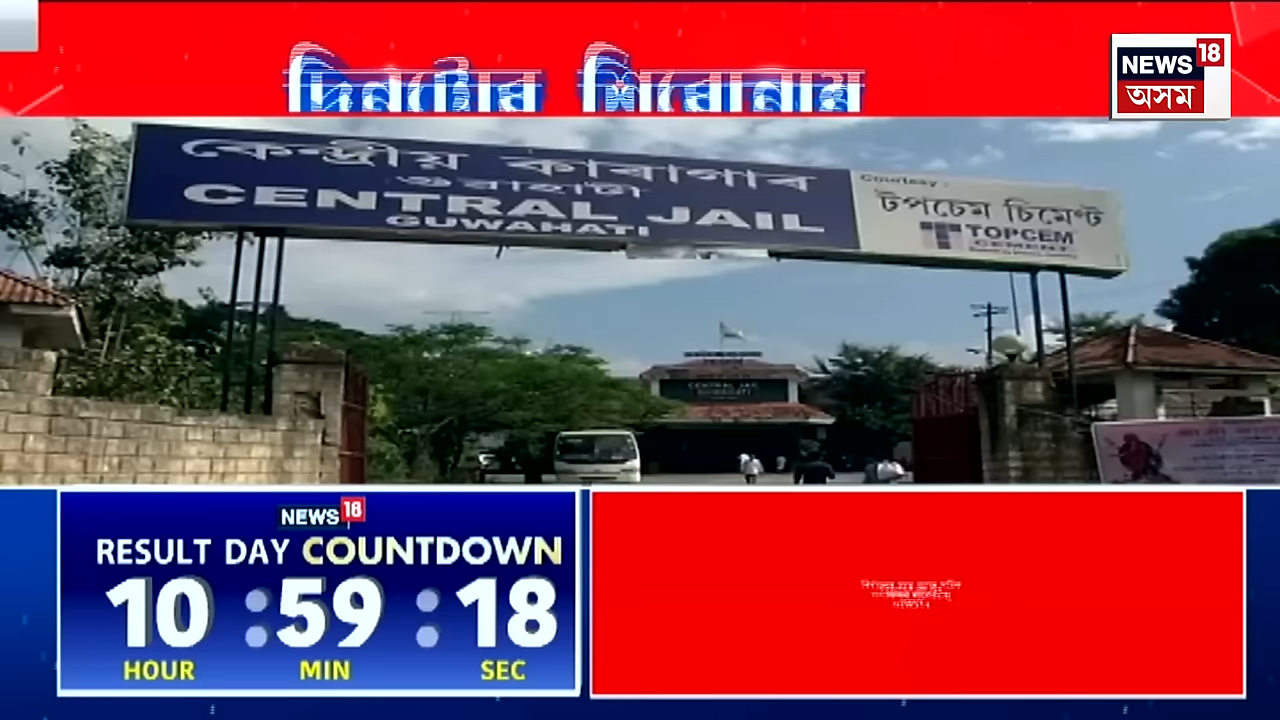 দিনটোৰ শিৰোনাম
NEWS 18
অসম
কেন্দ্ৰীয় কাৰাগাৰ
গুৱাহাটী
CENTRAL JAIL
GUWAHATI
Courtesy :
টপচেম চিমেণ্ট
TOPCEM
CEMENT
CENTRAL JAIL
GUWAHATI
NEWS 18
RESULT DAY COUNTDOWN
10 : 59 : 18
HOUR MIN SEC